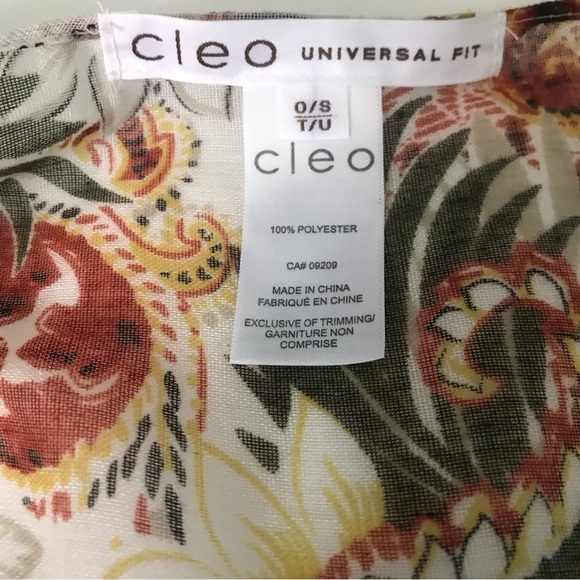 cleo UNIVERSAL FIT
O/S
T/U
cleo
100% POLYESTER
CA# 09209
MADE IN CHINA
FABRIQUÉ EN CHINE
EXCLUSIVE OF TRIMMING/
GARNITURE NON
COMPRISE